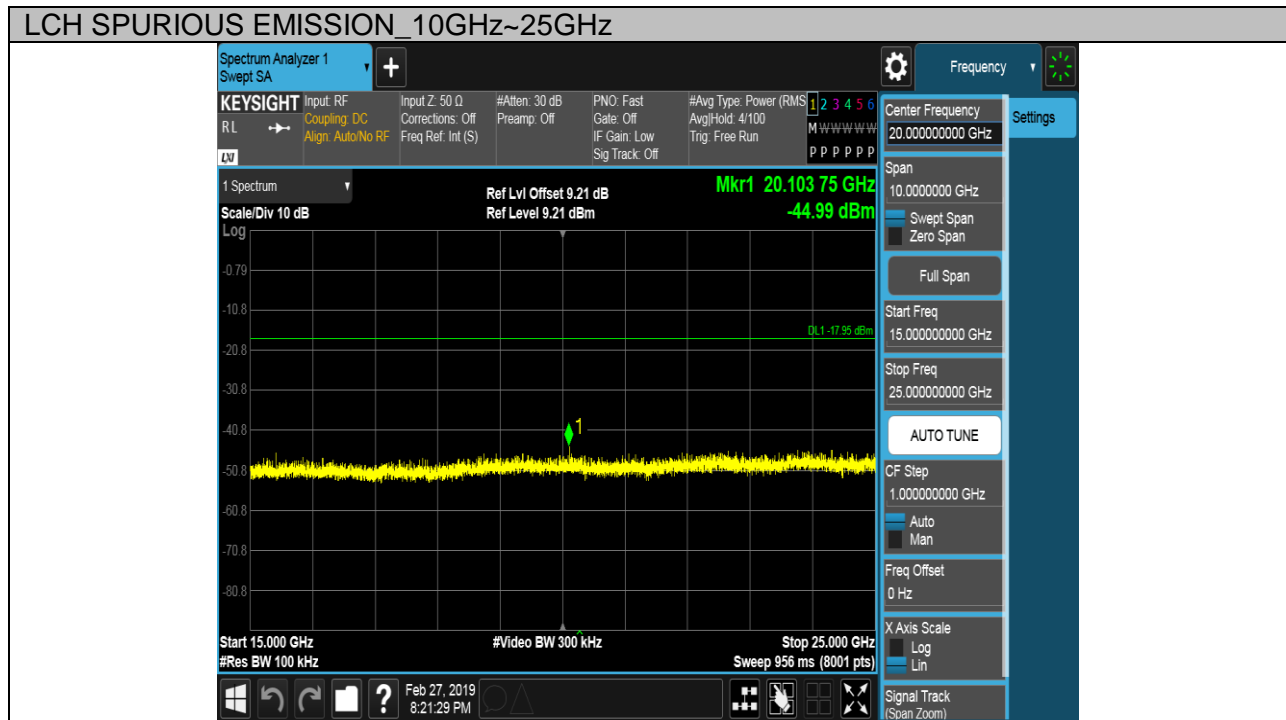 LCH SPURIOUS EMISSION_10GHz~25GHz
Spectrum Analyzer 1
Swept SA
+
Frequency
KEYSIGHT
RL
LXI
Input: RF
Coupling: DC
Align: Auto/No RF
Input Z: 50 Ω
Corrections: Off
Freq Ref: Int (S)
#Atten: 30 dB
Preamp: Off
PNO: Fast
Gate: Off
IF Gain: Low
Sig Track: Off
#Avg Type: Power (RMS
Avg|Hold: 4/100
Trig: Free Run
1 2 3 4 5 6
M W W W W W
P P P P P P
1 Spectrum
Scale/Div 10 dB
Ref Lvl Offset 9.21 dB
Ref Level 9.21 dBm
Mkr1 20.103 75 GHz
-44.99 dBm
Log
-0.79
-10.8
DL1 -17.95 dBm
-20.8
-30.8
-40.8
1
-50.8
-60.8
-70.8
-80.8
Start 15.000 GHz
#Res BW 100 kHz
#Video BW 300 kHz
Stop 25.000 GHz
Sweep 956 ms (8001 pts)
Center Frequency
20.000000000 GHz
Settings
Span
10.0000000 GHz
Swept Span
Zero Span
Full Span
Start Freq
15.000000000 GHz
Stop Freq
25.000000000 GHz
AUTO TUNE
CF Step
1.000000000 GHz
Auto
Man
Freq Offset
0 Hz
X Axis Scale
Log
Lin
Signal Track
(Span Zoom)
?
Feb 27, 2019
8:21:29 PM